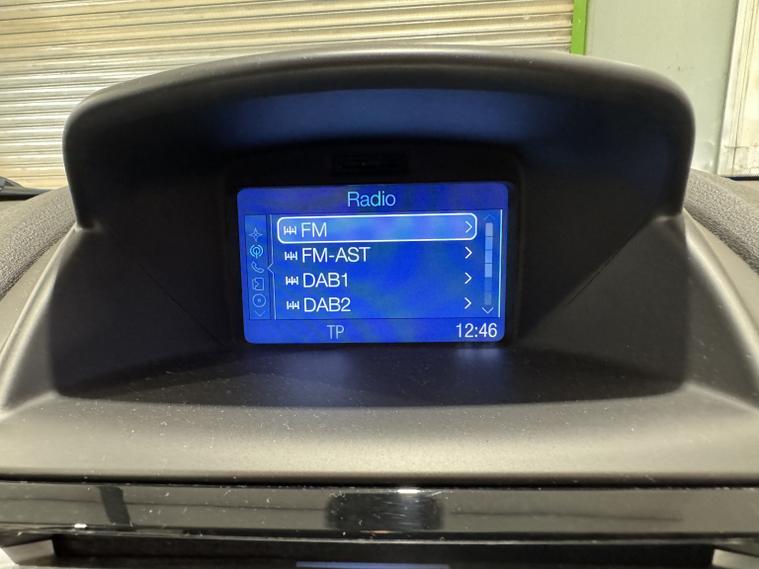 Radio
FM
FM-AST
DAB1
DAB2
TP 12:46